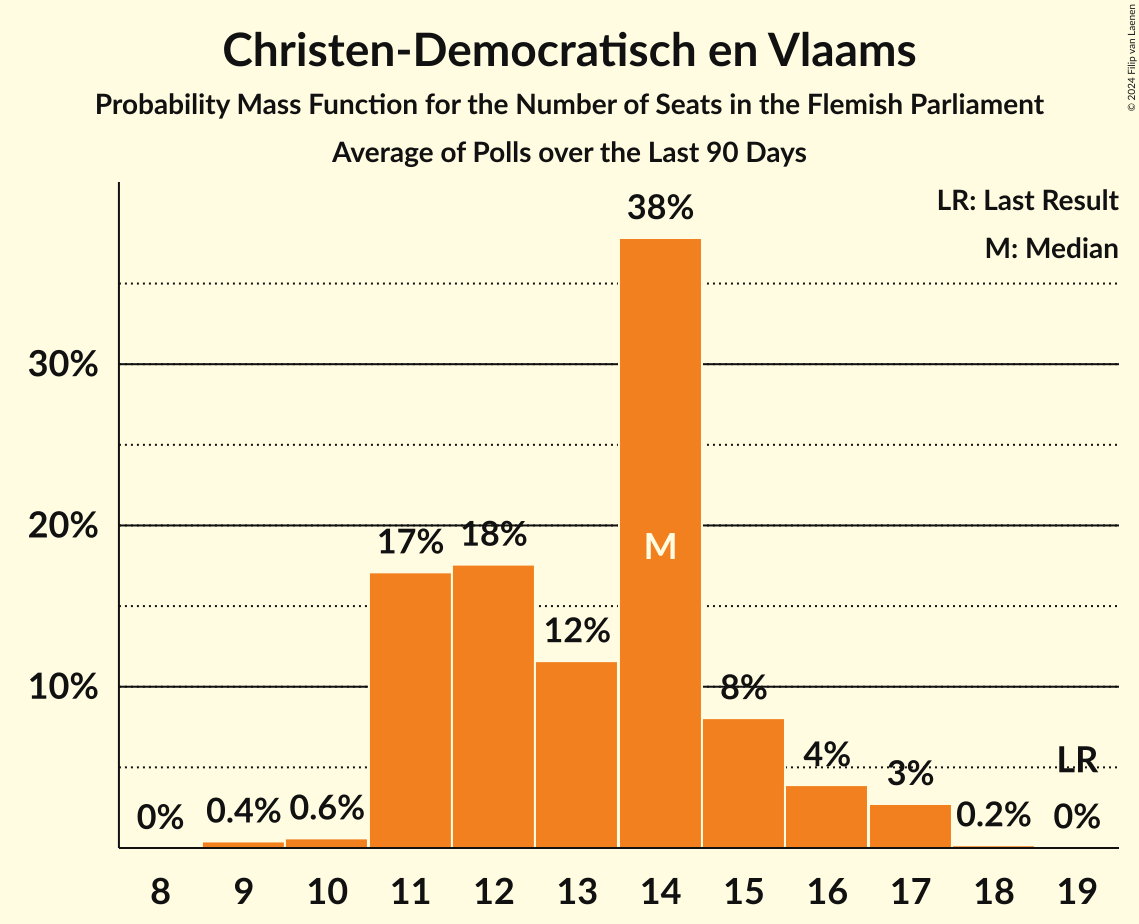 Christen-Democratisch en Vlaams
Probability Mass Function for the Number of Seats in the Flemish Parliament
Average of Polls over the Last 90 Days
© 2024 Filip van Laenen
LR: Last Result
M: Median
38%
30%
20%
10%
17%
18%
12%
M
8%
4%
3%
LR
0%
0.4%
0.6%
0.2%
0%
8 9 10 11 12 13 14 15 16 17 18 19